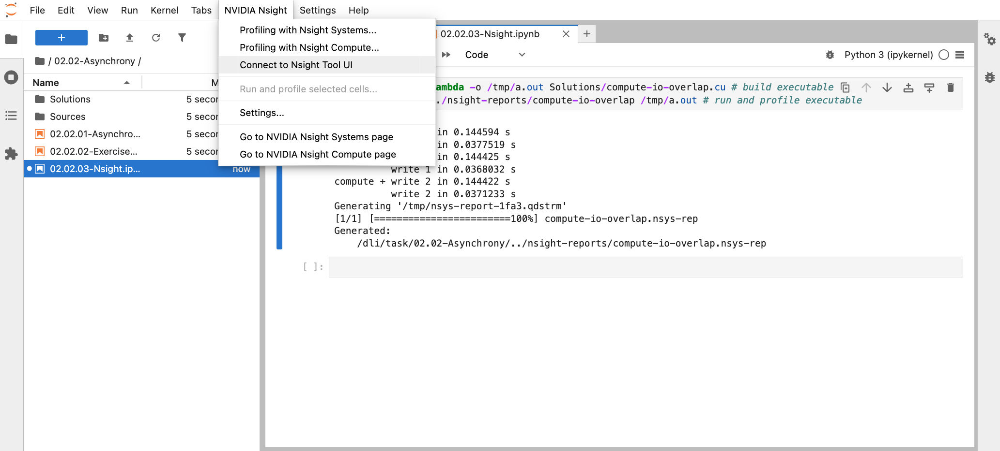 File Edit View Run Kernel Tabs NVIDIA Nsight Settings Help
Profiling with Nsight Systems...
Profiling with Nsight Compute...
Connect to Nsight Tool UI
Run and profile selected cells...
Settings...
Go to NVIDIA Nsight Systems page
Go to NVIDIA Nsight Compute page
/ 02.02-Asynchrony /
Name M
Solutions 5 secon
Sources 5 secon
02.02.01-Asynchro... 5 secon
02.02.02-Exercise... 5 secon
02.02.03-Nsight.ip... now
02.02.03-Nsight.ipynb
Code Python 3 (ipykernel)
ambda -o /tmp/a.out Solutions/compute-io-overlap.cu # build executable
./nsight-reports/compute-io-overlap /tmp/a.out # run and profile executable
in 0.144594 s
in 0.0377519 s
in 0.144425 s
write 1 in 0.0368032 s
compute + write 2 in 0.144422 s
write 2 in 0.0371233 s
Generating '/tmp/nsys-report-1fa3.qdstrm'
[1/1] [========================100%] compute-io-overlap.nsys-rep
Generated:
/dli/task/02.02-Asynchrony/../nsight-reports/compute-io-overlap.nsys-rep
[ ]: